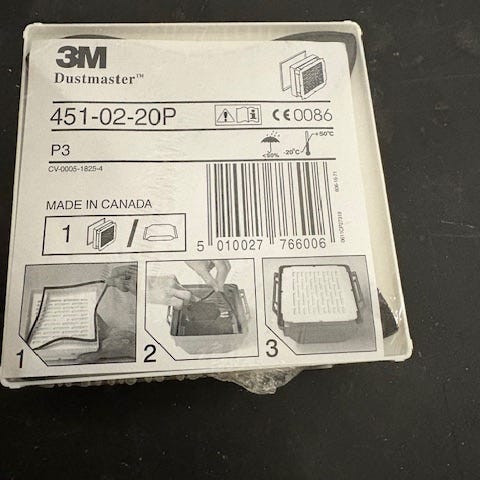 3M
Dustmaster™
451-02-20P
CE 0086
P3
+50°C
<90%
-20°C
CV-0005-1825-4
MADE IN CANADA
1 /
5 010027 766006
1
2
3